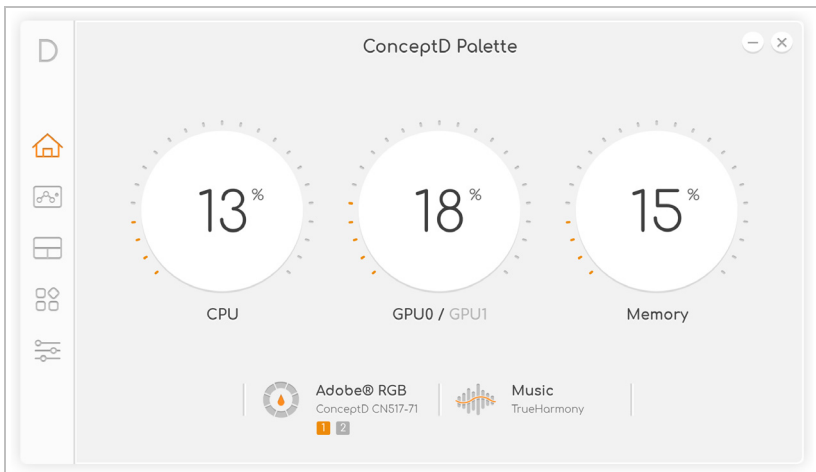 D
ConceptD Palette
13%
18%
15%
CPU
GPU0 / GPU1
Memory
Adobe® RGB
ConceptD CN517-71
1 2
Music
TrueHarmony